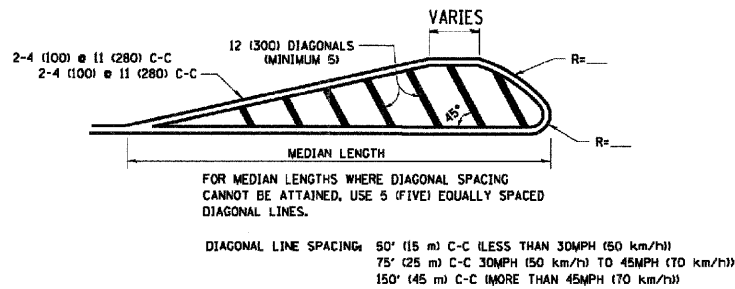 VARIES
12 (300) DIAGONALS
(MINIMUM 5)
2-4 (100) @ 11 (280) C-C
2-4 (100) @ 11 (280) C-C
R=__
45°
R=__
MEDIAN LENGTH
FOR MEDIAN LENGTHS WHERE DIAGONAL SPACING
CANNOT BE ATTAINED, USE 5 (FIVE) EQUALLY SPACED
DIAGONAL LINES.
DIAGONAL LINE SPACING: 50' (15 m) C-C (LESS THAN 30MPH (50 km/h))
75' (25 m) C-C 30MPH (50 km/h) TO 45MPH (70 km/h))
150' (45 m) C-C (MORE THAN 45MPH (70 km/h))